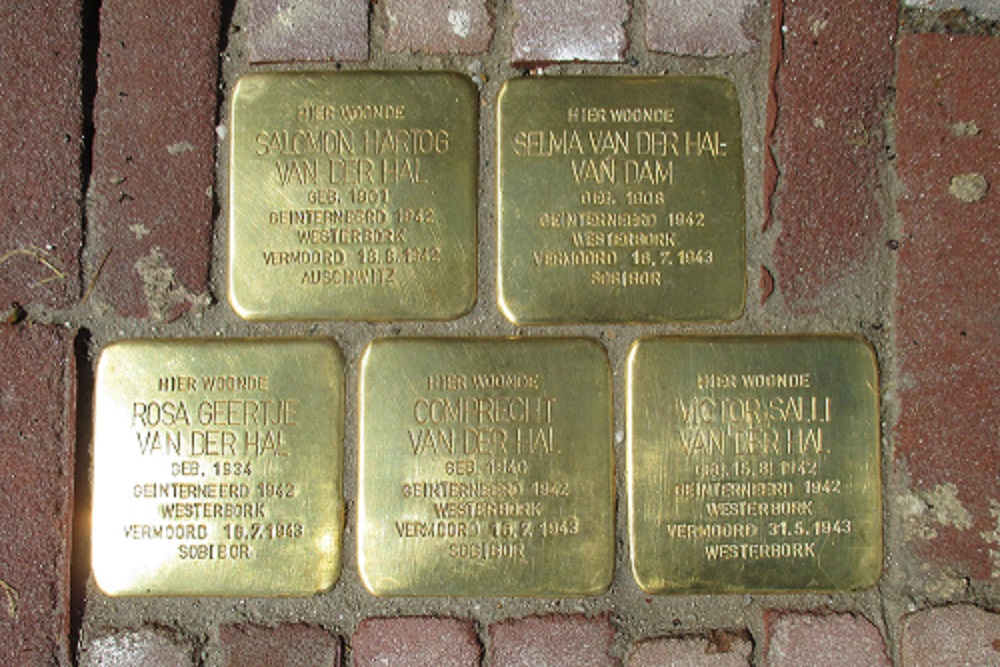 HIER WOONDE
SALOMON HARTOG
VAN DER HAL
GEB. 1901
GEINTERNEERD 1942
WESTERBORK
VERMOORD 18.8.1942
AUSCHWITZ
HIER WOONDE
SELMA VAN DER HAL-
VAN DAM
GEB. 1908
GEINTERNEERD 1942
WESTERBORK
VERMOORD 16.7.1943
SOBIBOR
HIER WOONDE
ROSA GEERTJE
VAN DER HAL
GEB. 1934
GEINTERNEERD 1942
WESTERBORK
VERMOORD 16.7.1943
SOBIBOR
HIER WOONDE
COMPRECHT
VAN DER HAL
GEB. 1940
GEINTERNEERD 1942
WESTERBORK
VERMOORD 16.7.1943
SOBIBOR
HIER WOONDE
VICTOR SALLI
VAN DER HAL
GEB. 15.8.1942
GEINTERNEERD 1942
WESTERBORK
VERMOORD 31.5.1943
WESTERBORK